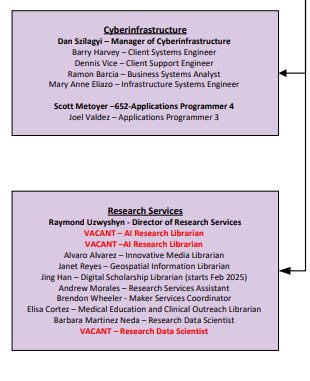 Cyberinfrastructure
Dan Szilagyi – Manager of Cyberinfrastructure
Barry Harvey – Client Systems Engineer
Dennis Vice – Client Support Engineer
Ramon Barcia – Business Systems Analyst
Mary Anne Eliazo – Infrastructure Systems Engineer
Scott Metoyer –652-Applications Programmer 4
Joel Valdez – Applications Programmer 3
Research Services
Raymond Uzwyshyn - Director of Research Services
VACANT – AI Research Librarian
VACANT –AI Research Librarian
Alvaro Alvarez – Innovative Media Librarian
Janet Reyes – Geospatial Information Librarian
Jing Han – Digital Scholarship Librarian (starts Feb 2025)
Andrew Morales – Research Services Assistant
Brendon Wheeler - Maker Services Coordinator
Elisa Cortez – Medical Education and Clinical Outreach Librarian
Barbara Martinez Neda – Research Data Scientist
VACANT – Research Data Scientist